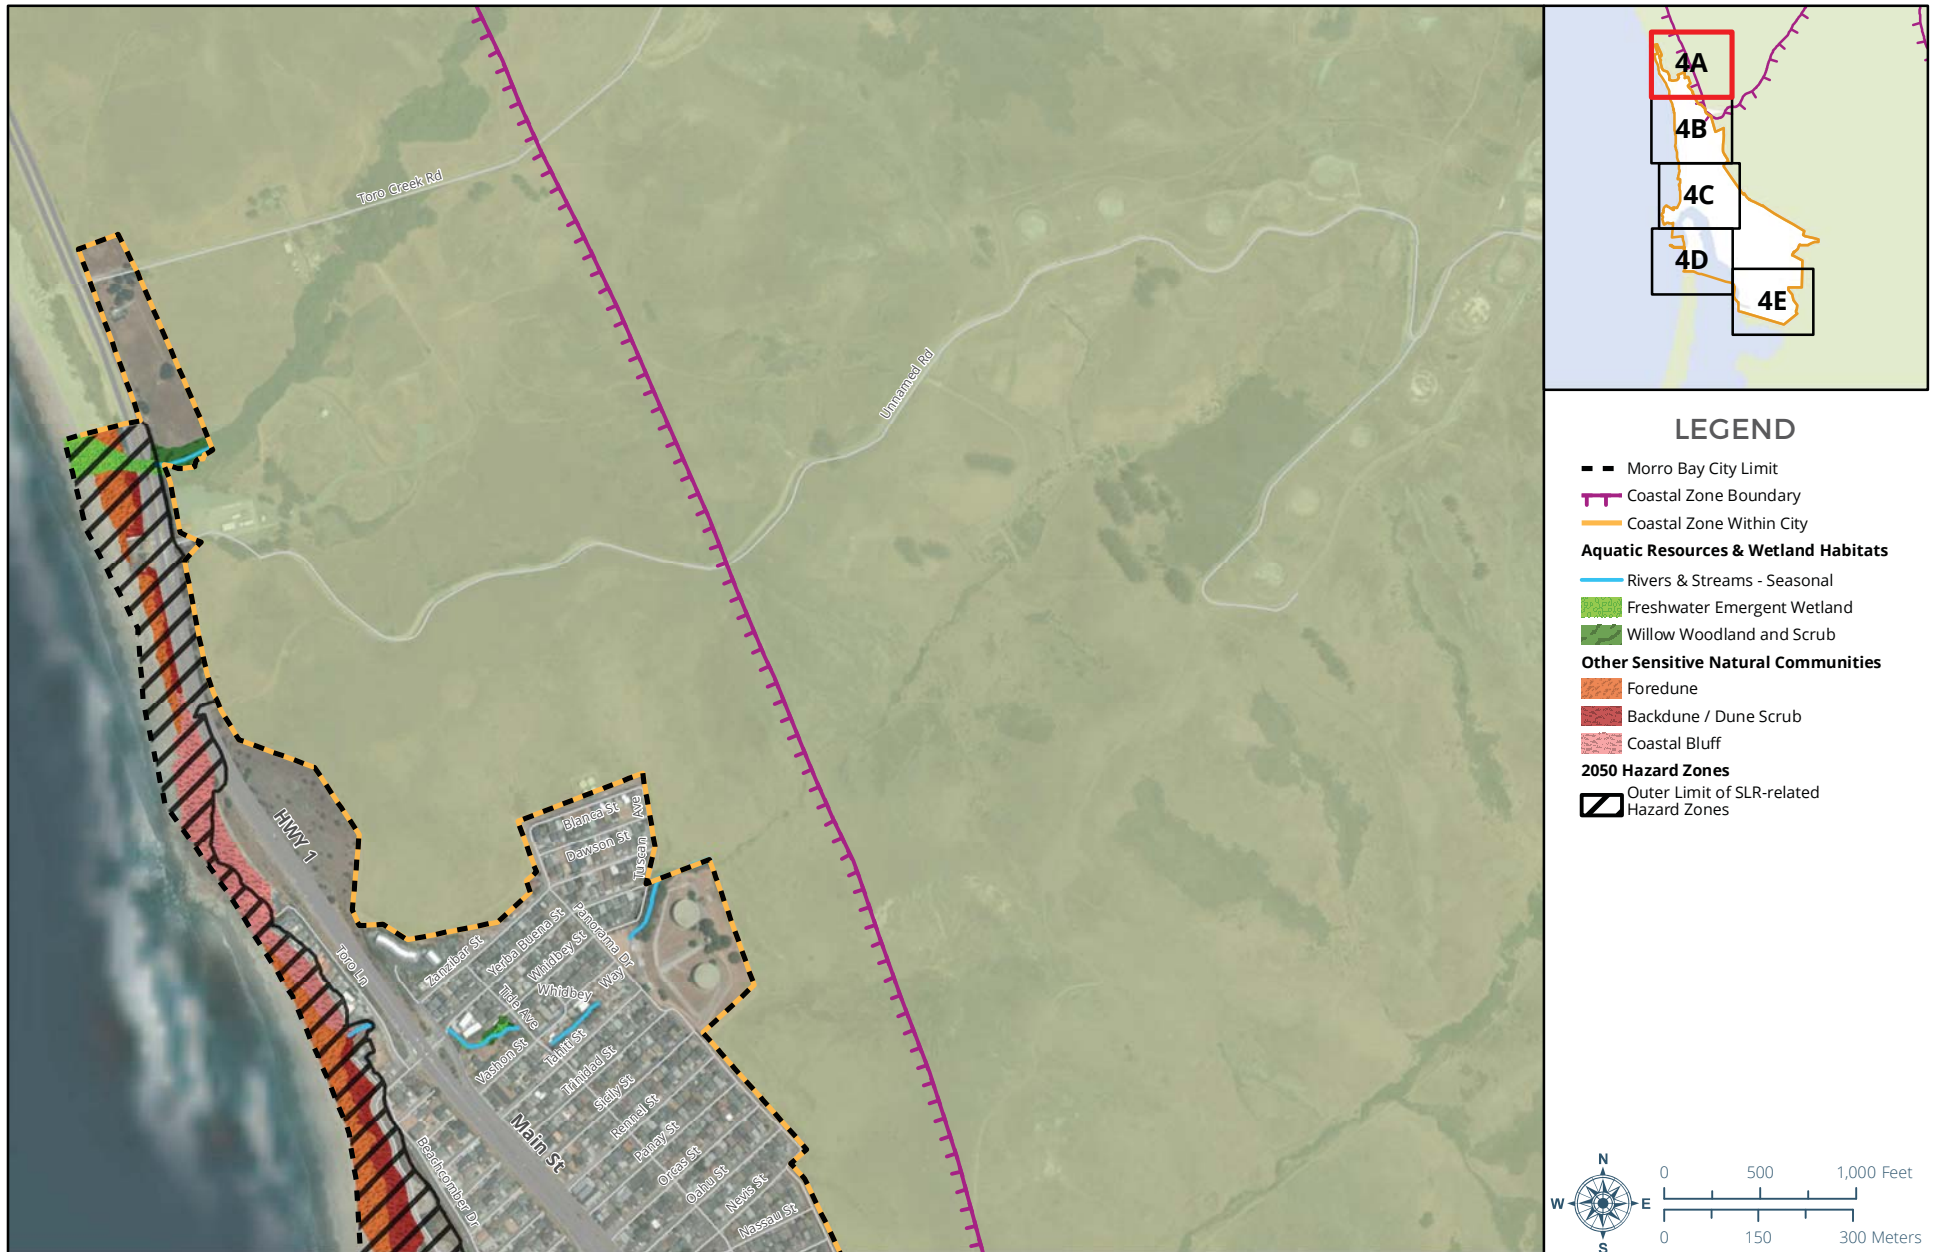 Toro Creek Rd
Unnamed Rd
HWY 1
Toro Ln
Blanca St
Dawson St
Tuscan
Ave
Panorama Dr
Zanzibar St
Yerba Buena St
Whidbey St
Whidbey
Way
Tide Ave
Vashon St
Tahiti St
Trinidad St
Sicily St
Rennel St
Panay St
Orcas St
Oahu St
Nevis St
Nassau St
Main St
Beachcomber Dr
4A
4B
4C
4D
4E
LEGEND
Morro Bay City Limit
Coastal Zone Boundary
Coastal Zone Within City
Aquatic Resources & Wetland Habitats
Rivers & Streams - Seasonal
Freshwater Emergent Wetland
Willow Woodland and Scrub
Other Sensitive Natural Communities
Foredune
Backdune / Dune Scrub
Coastal Bluff
2050 Hazard Zones
Outer Limit of SLR-related
Hazard Zones
N
W E
S
0 500 1,000 Feet
0 150 300 Meters